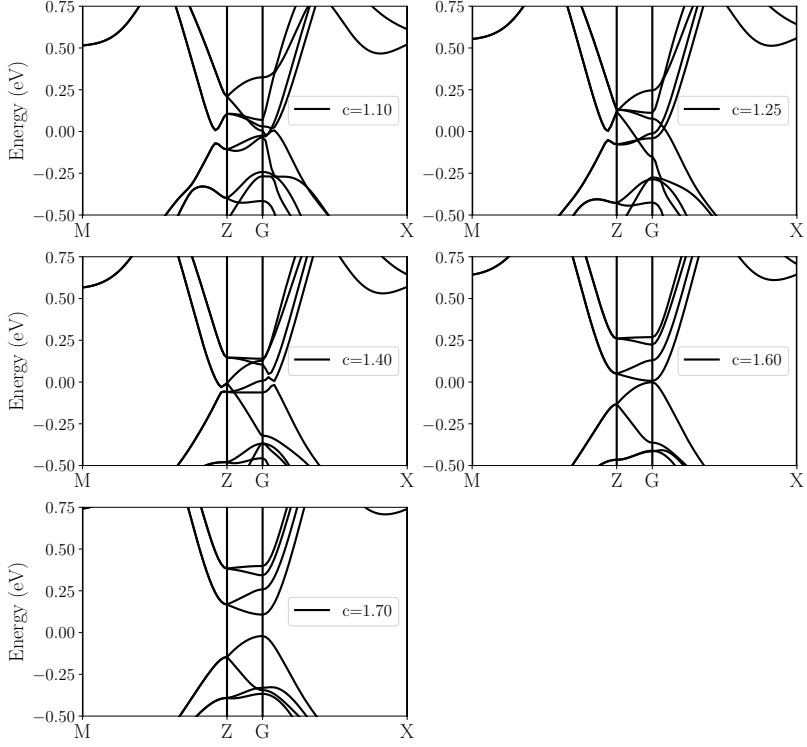 0.75
0.50
0.25
0.00
−0.25
−0.50
Energy (eV)
M Z G X
c=1.10
0.75
0.50
0.25
0.00
−0.25
−0.50
M Z G X
c=1.25
0.75
0.50
0.25
0.00
−0.25
−0.50
Energy (eV)
M Z G X
c=1.40
0.75
0.50
0.25
0.00
−0.25
−0.50
M Z G X
c=1.60
0.75
0.50
0.25
0.00
−0.25
−0.50
Energy (eV)
M Z G X
c=1.70